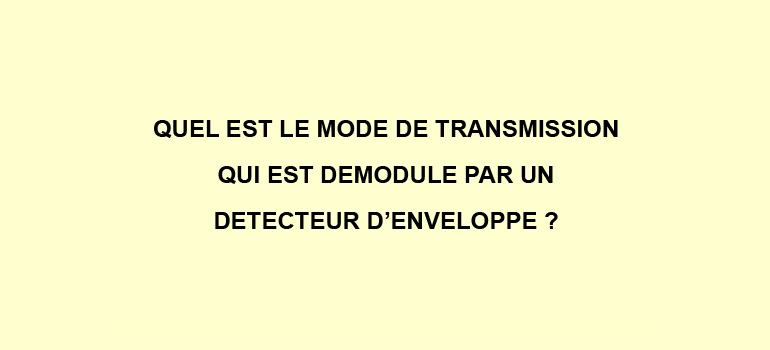 QUEL EST LE MODE DE TRANSMISSION
QUI EST DEMODULE PAR UN
DETECTEUR D’ENVELOPPE ?